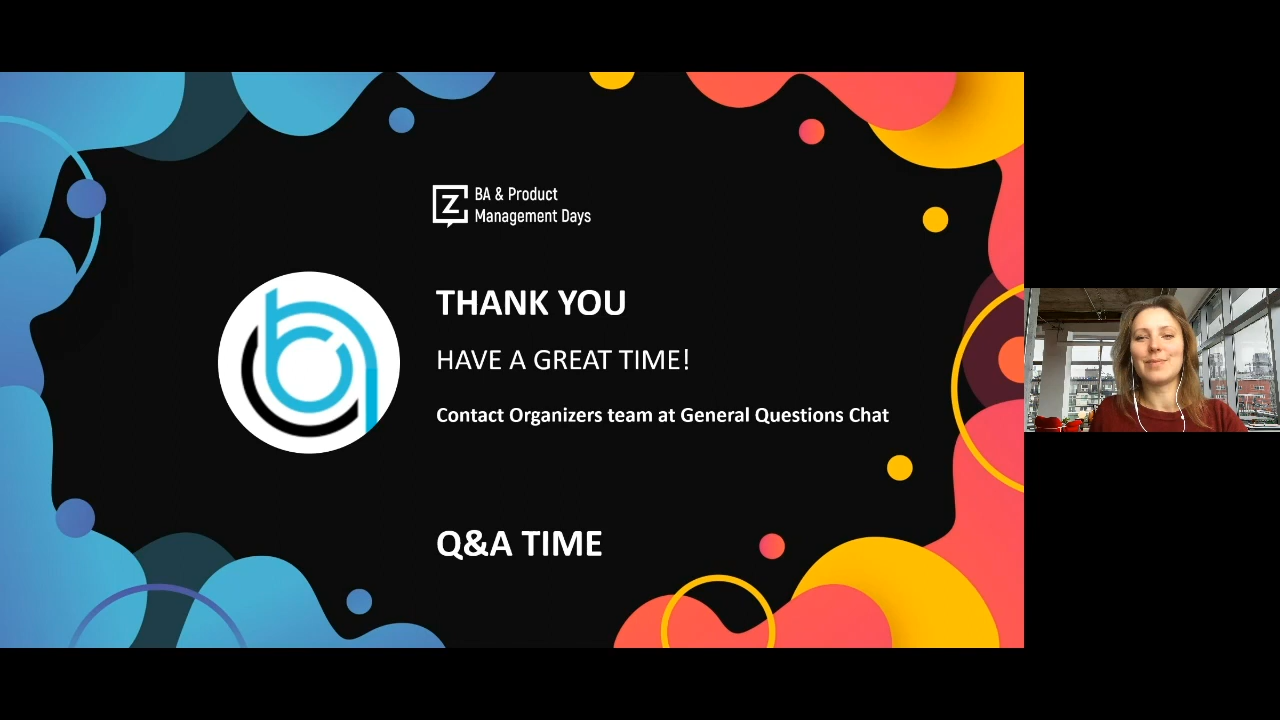 Z BA & Product
Management Days
THANK YOU
HAVE A GREAT TIME!
Contact Organizers team at General Questions Chat
Q&A TIME